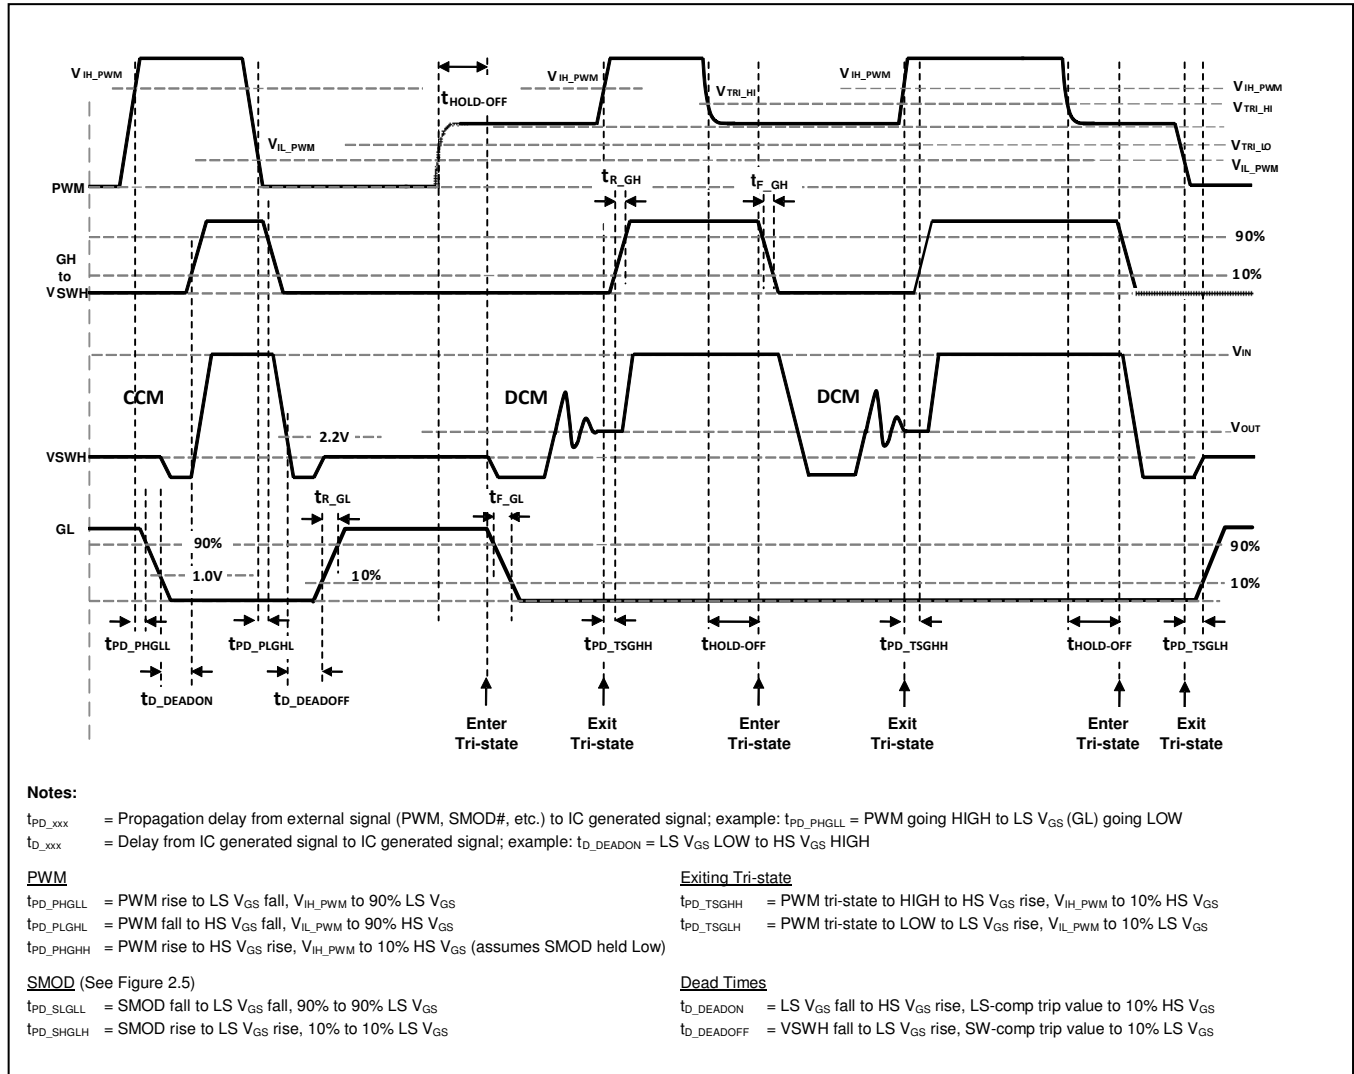 VIH_PWM
tHOLD-OFF
VIH_PWM
VTRI_HI
VIH_PWM
VIH_PWM
VTRI_HI
VIL_PWM
VTRI_LO
VIL_PWM
PWM
tR_GH
tF_GH
90%
GH
to
VSWH
10%
VIN
CCM
DCM
DCM
2.2V
VOUT
VSWH
tR_GL
tF_GL
GL
90%
90%
1.0V
10%
10%
tPD_PHGLL
tPD_PLGHL
tPD_TSGHH
tHOLD-OFF
tPD_TSGHH
tHOLD-OFF
tPD_TSGLH
tD_DEADON
tD_DEADOFF
Enter
Tri-state
Exit
Tri-state
Enter
Tri-state
Exit
Tri-state
Enter
Tri-state
Exit
Tri-state
Notes:
tPD_xxx = Propagation delay from external signal (PWM, SMOD#, etc.) to IC generated signal; example: tPD_PHGLL = PWM going HIGH to LS VGS (GL) going LOW
tD_xxx = Delay from IC generated signal to IC generated signal; example: tD_DEADON = LS VGS LOW to HS VGS HIGH
PWM
tPD_PHGLL = PWM rise to LS VGS fall, VIH_PWM to 90% LS VGS
tPD_PLGHL = PWM fall to HS VGS fall, VIL_PWM to 90% HS VGS
tPD_PHGHH = PWM rise to HS VGS rise, VIH_PWM to 10% HS VGS (assumes SMOD held Low)
Exiting Tri-state
tPD_TSGHH = PWM tri-state to HIGH to HS VGS rise, VIH_PWM to 10% HS VGS
tPD_TSGLH = PWM tri-state to LOW to LS VGS rise, VIL_PWM to 10% LS VGS
SMOD (See Figure 2.5)
tPD_SLGLL = SMOD fall to LS VGS fall, 90% to 90% LS VGS
tPD_SHGLH = SMOD rise to LS VGS rise, 10% to 10% LS VGS
Dead Times
tD_DEADON = LS VGS fall to HS VGS rise, LS-comp trip value to 10% HS VGS
tD_DEADOFF = VSWH fall to LS VGS rise, SW-comp trip value to 10% LS VGS